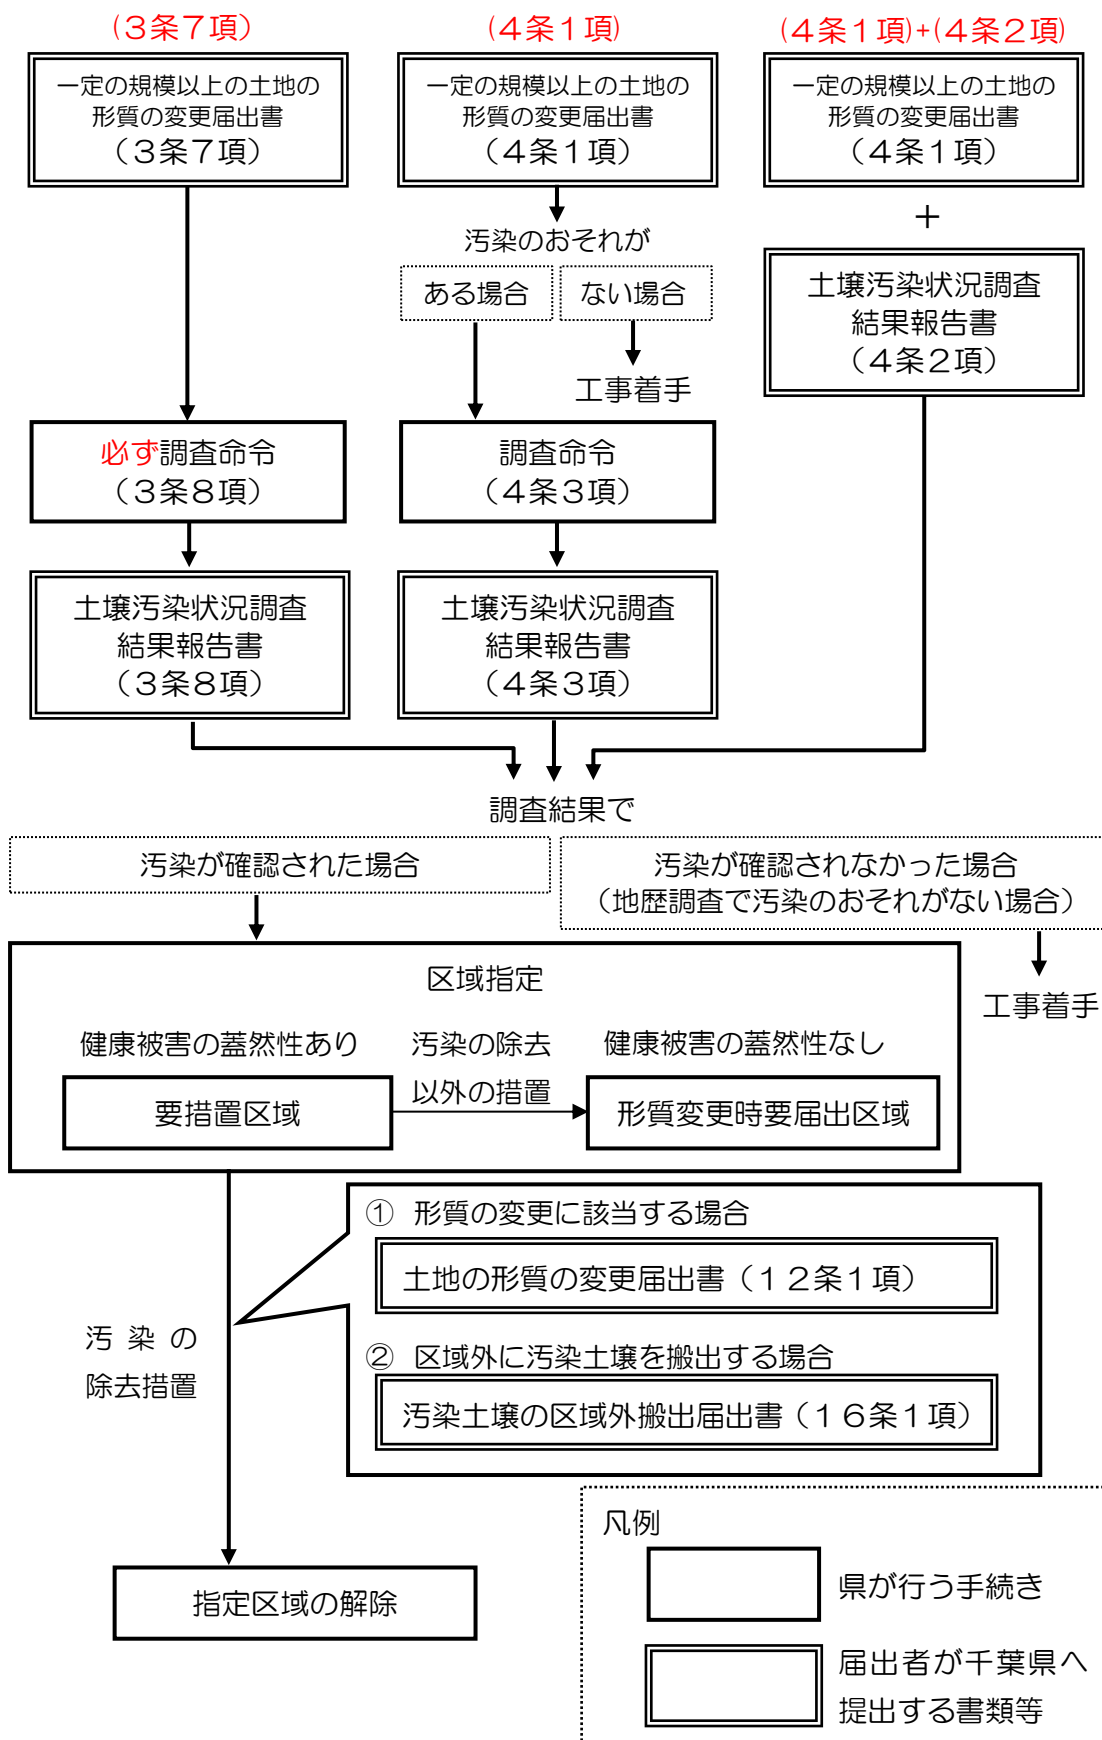 (３条７項)
一定の規模以上の土地の
形質の変更届出書
（３条７項）
必ず調査命令
（３条８項）
土壌汚染状況調査
結果報告書
（３条８項）
(４条１項)
一定の規模以上の土地の
形質の変更届出書
（４条１項）
汚染のおそれが
ある場合
ない場合
工事着手
調査命令
（４条３項）
土壌汚染状況調査
結果報告書
（４条３項）
(４条１項)+(４条２項)
一定の規模以上の土地の
形質の変更届出書
（４条１項）
＋
土壌汚染状況調査
結果報告書
（４条２項）
調査結果で
汚染が確認された場合
汚染が確認されなかった場合
（地歴調査で汚染のおそれがない場合）
工事着手
区域指定
健康被害の蓋然性あり
要措置区域
汚染の除去
以外の措置
健康被害の蓋然性なし
形質変更時要届出区域
汚染の
除去措置
① 形質の変更に該当する場合
土地の形質の変更届出書（１２条１項）
② 区域外に汚染土壌を搬出する場合
汚染土壌の区域外搬出届出書（１６条１項）
指定区域の解除
凡例
県が行う手続き
届出者が千葉県へ
提出する書類等